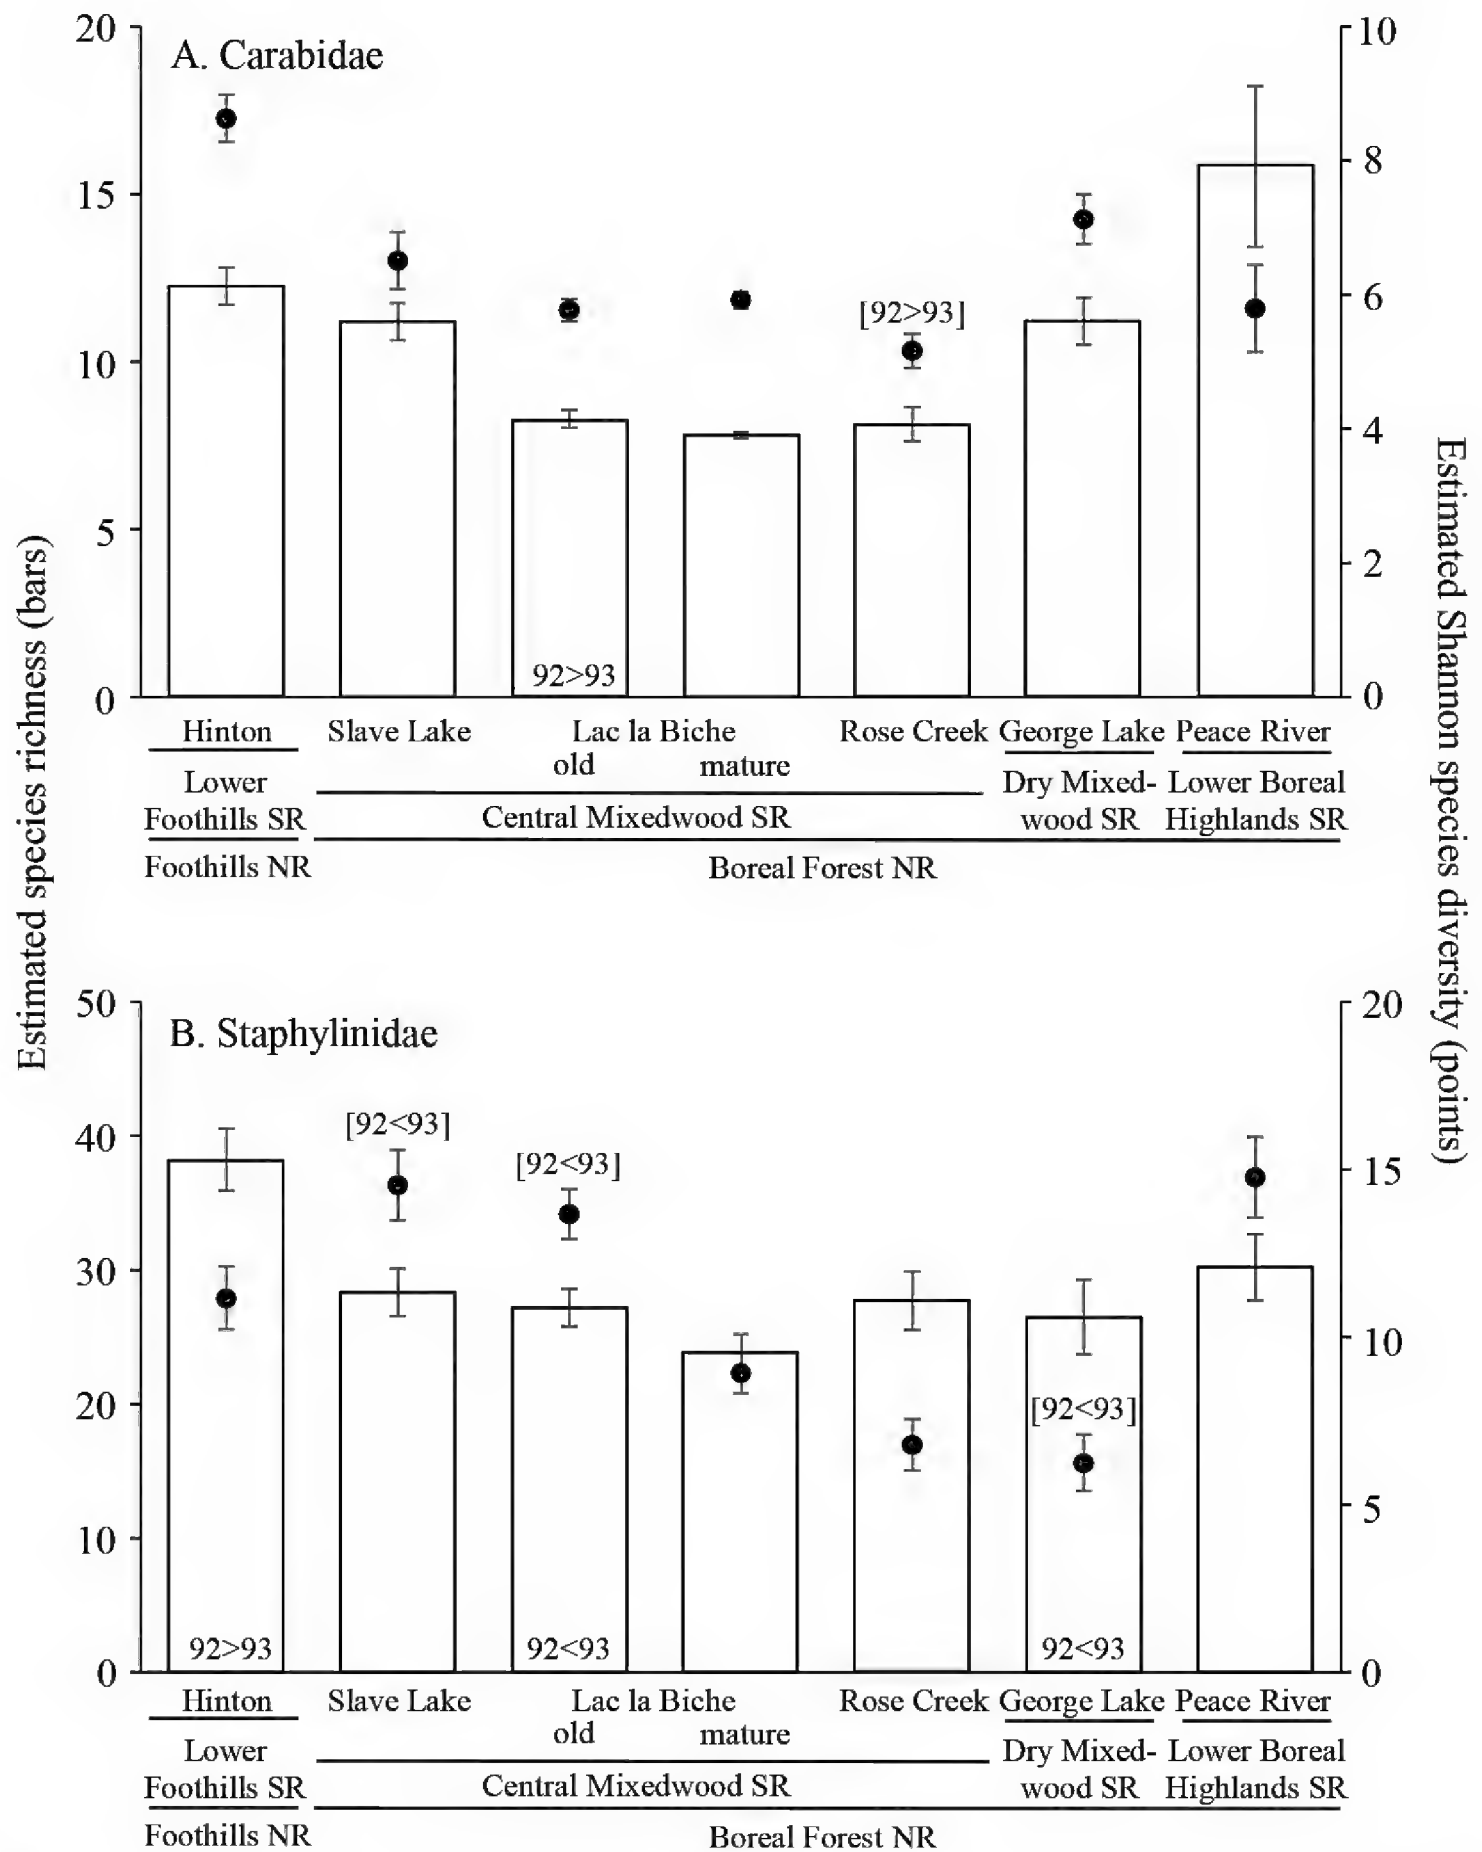 Estimated species richness (bars)
Estimated Shannon species diversity (points)
A. Carabidae
20
15
10
5
0
10
8
6
4
2
0
[92>93]
92>93
Hinton Slave Lake Lac la Biche Rose Creek George Lake Peace River
old mature
Lower Dry Mixed- Lower Boreal
Foothills SR Central Mixedwood SR wood SR Highlands SR
Foothills NR Boreal Forest NR
B. Staphylinidae
50
40
30
20
10
0
20
15
10
5
0
[92<93]
[92<93]
[92<93]
92>93 92<93 92<93
Hinton Slave Lake Lac la Biche Rose Creek George Lake Peace River
old mature
Lower Dry Mixed- Lower Boreal
Foothills SR Central Mixedwood SR wood SR Highlands SR
Foothills NR Boreal Forest NR